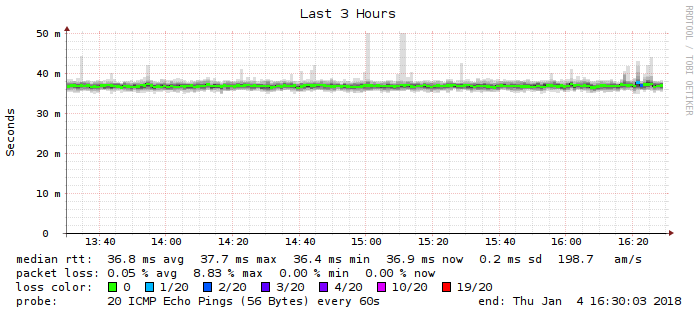 Last 3 Hours
RRDTOOL / TOBI OETIKER
Seconds
50 m
40 m
30 m
20 m
10 m
0
13:40 14:00 14:20 14:40 15:00 15:20 15:40 16:00 16:20
median rtt: 36.8 ms avg 37.7 ms max 36.4 ms min 36.9 ms now 0.2 ms sd 198.7 am/s
packet loss: 0.05 % avg 8.83 % max 0.00 % min 0.00 % now
loss color: 0 1/20 2/20 3/20 4/20 10/20 19/20
probe: 20 ICMP Echo Pings (56 Bytes) every 60s end: Thu Jan 4 16:30:03 2018